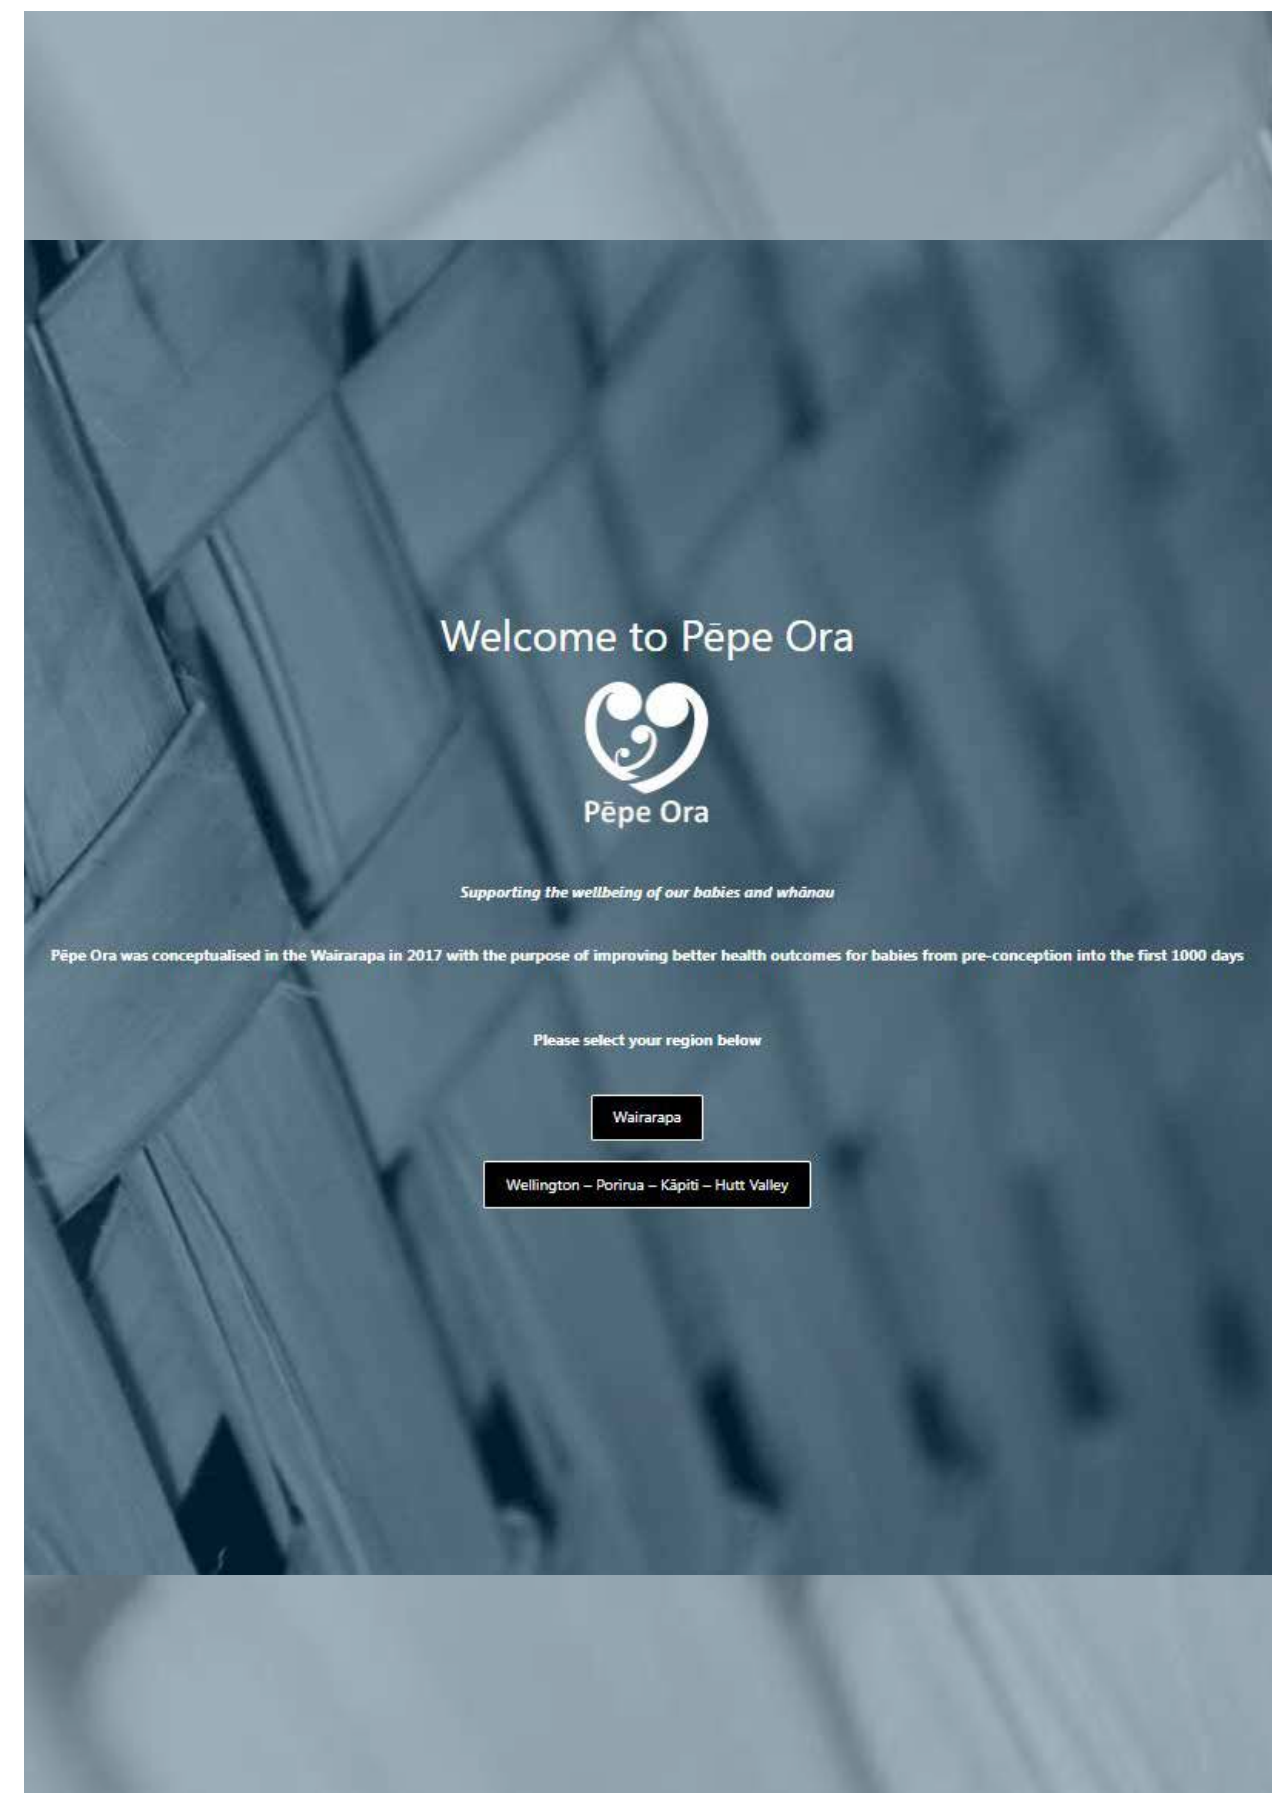 Welcome to Pēpe Ora
Pēpe Ora
Supporting the wellbeing of our babies and whānau
Pēpe Ora was conceptualised in the Wairarapa in 2017 with the purpose of improving better health outcomes for babies from pre-conception into the first 1000 days
Please select your region below
Wairarapa
Wellington – Porirua – Kāpiti – Hutt Valley